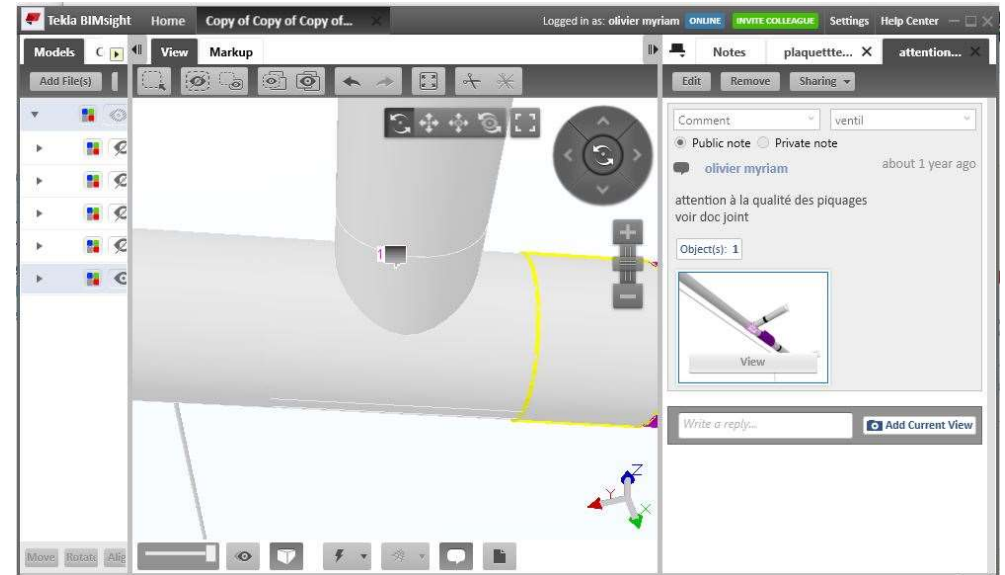 Tekla BIMsight Home Copy of Copy of Copy of... Logged in as: olivier myriam ONLINE INVITE COLLEAGUE Settings Help Center
Models C View Markup Notes plaquettte... X attention...
Add File(s) Edit Remove Sharing
Comment ventil
Public note Private note
olivier myriam about 1 year ago
attention à la qualité des piquages
voir doc joint
Object(s): 1
1
View
Write a reply... Add Current View
Z
Y
X
Move Rotate Alig